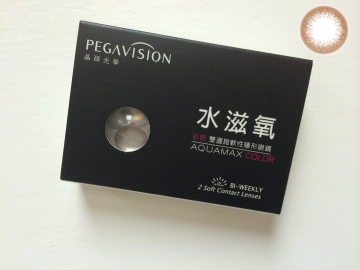 PEGAVISION
晶碩光學
水滋氧
彩色 雙週拋軟性隱形眼鏡
AQUAMAX COLOR
BI-WEEKLY
2 Soft Contact Lenses